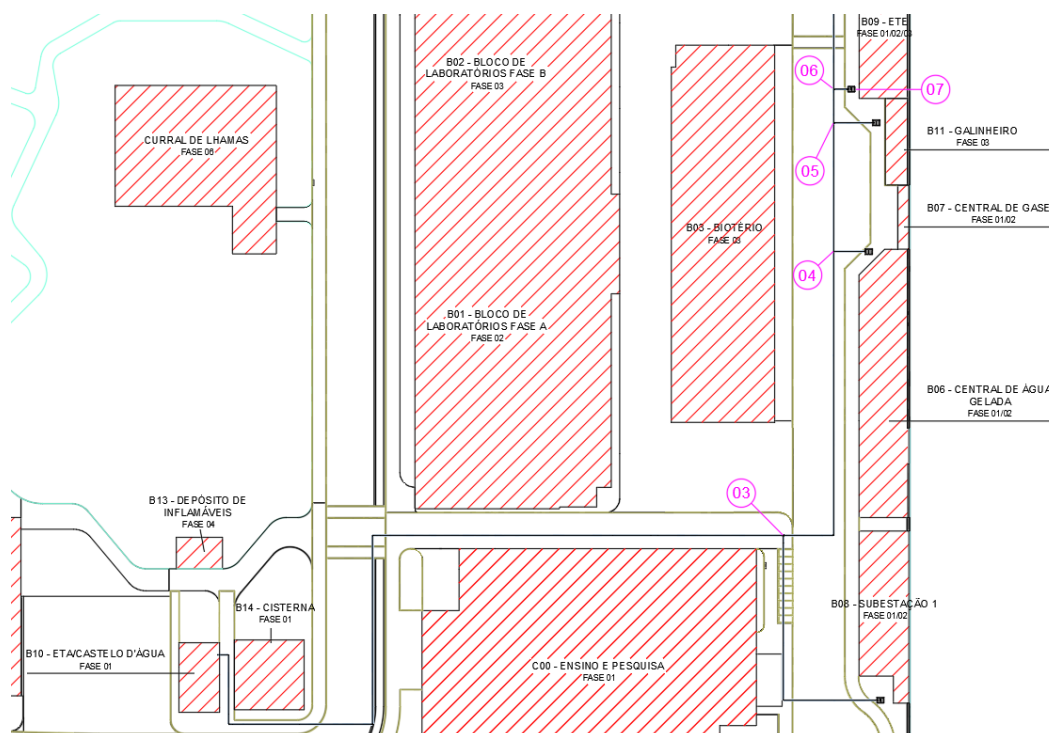 B09 - ETE
FASE 01/02/03
B02 - BLOCO DE
LABORATÓRIOS FASE B
FASE 03
06
07
CURRAL DE LHAMAS
FASE 06
B11 - GALINHEIRO
FASE 03
05
B07 - CENTRAL DE GASE
FASE 01/02
B03 - BIOTÉRIO
FASE 03
04
B01 - BLOCO DE
LABORATÓRIOS FASE A
FASE 02
B06 - CENTRAL DE ÁGUA
GELADA
FASE 01/02
03
B13 - DEPÓSITO DE
INFLAMÁVEIS
FASE 04
B14 - CISTERNA
FASE 01
B08 - SUBESTAÇÃO 1
FASE 01/02
B10 - ETA/CASTELO D'ÁGUA
FASE 01
C00 - ENSINO E PESQUISA
FASE 01